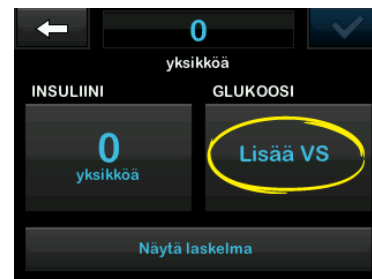 0
yksikköä
INSULIINI
GLUKOOSI
0
yksikköä
Lisää VS
Näytä laskelma